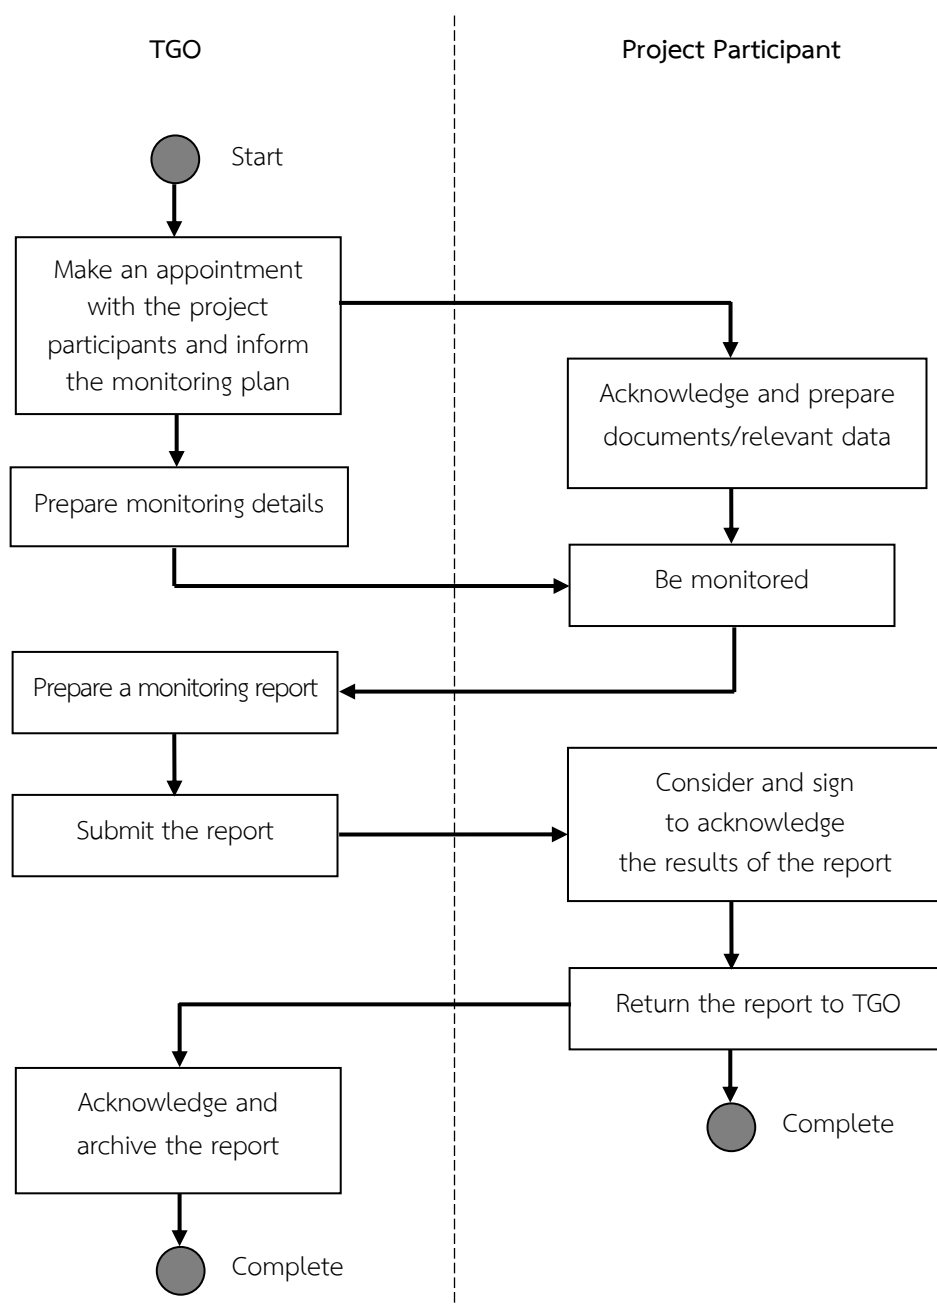 TGO
Project Participant
Start
Make an appointment
with the project
participants and inform
the monitoring plan
Acknowledge and prepare
documents/relevant data
Prepare monitoring details
Be monitored
Prepare a monitoring report
Submit the report
Consider and sign
to acknowledge
the results of the report
Return the report to TGO
Acknowledge and
archive the report
Complete
Complete